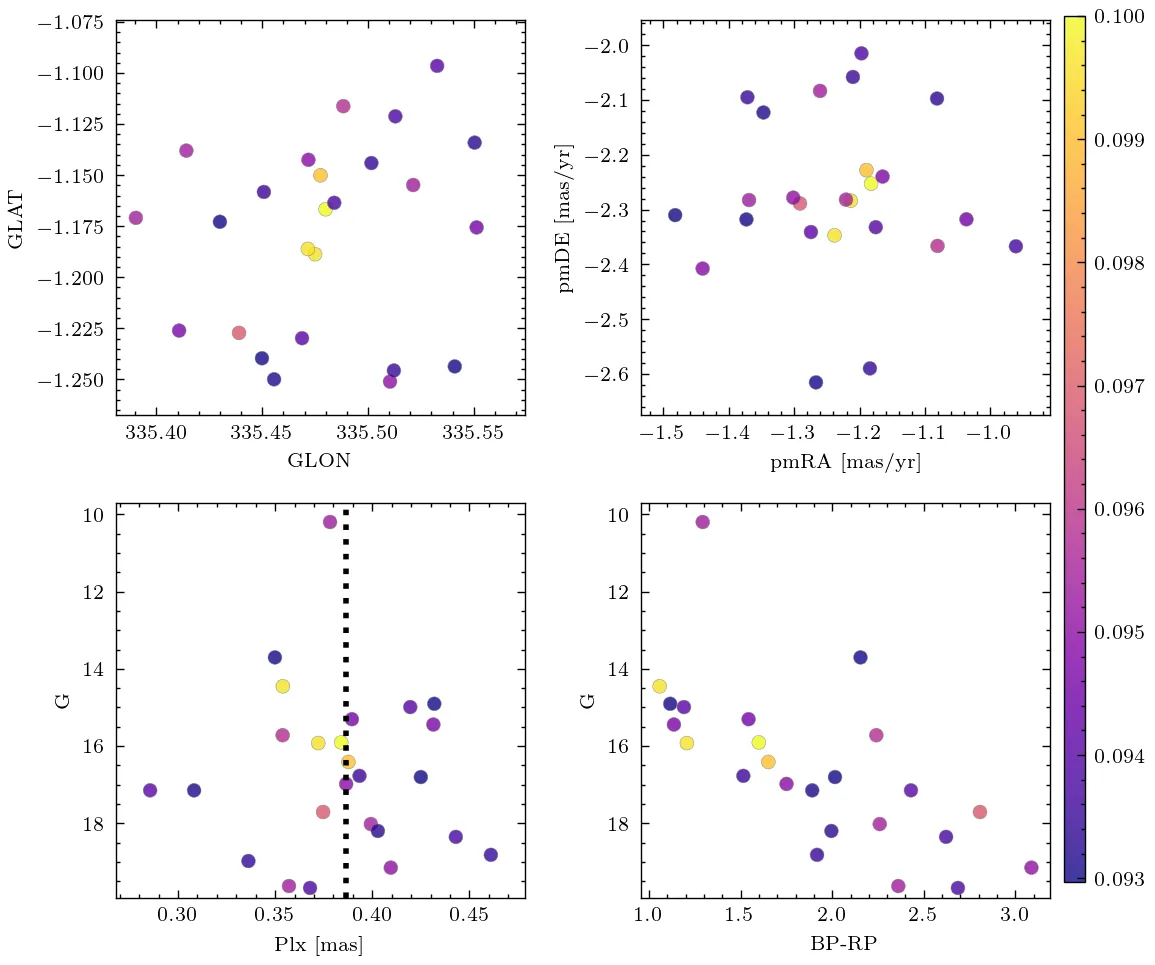 −1.075
−1.100
−1.125
−1.150
−1.175
−1.200
−1.225
−1.250
GLAT
335.40 335.45 335.50 335.55
GLON
−2.0
−2.1
−2.2
−2.3
−2.4
−2.5
−2.6
pmDE [mas/yr]
−1.5 −1.4 −1.3 −1.2 −1.1 −1.0
pmRA [mas/yr]
10
12
14
16
18
G
0.30 0.35 0.40 0.45
Plx [mas]
10
12
14
16
18
G
1.0 1.5 2.0 2.5 3.0
BP-RP
0.100
0.099
0.098
0.097
0.096
0.095
0.094
0.093